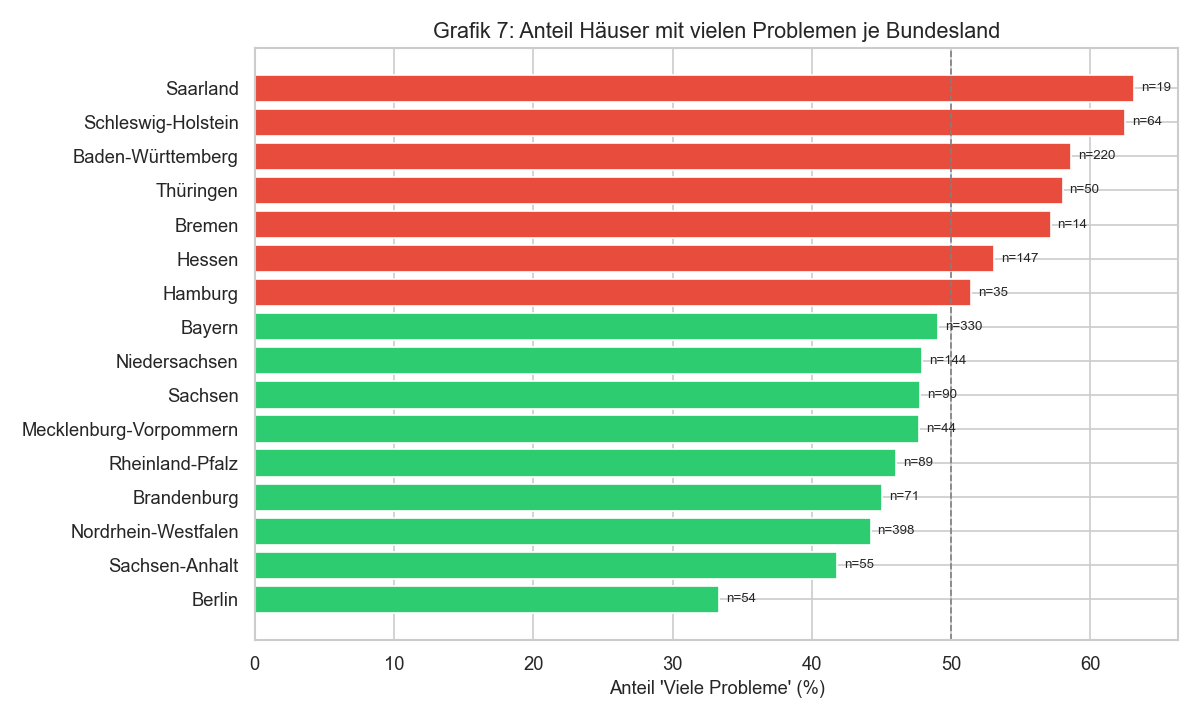 Grafik 7: Anteil Häuser mit vielen Problemen je Bundesland
Saarland n=19
Schleswig-Holstein n=64
Baden-Württemberg n=220
Thüringen n=50
Bremen n=14
Hessen n=147
Hamburg n=35
Bayern n=330
Niedersachsen n=144
Sachsen n=90
Mecklenburg-Vorpommern n=44
Rheinland-Pfalz n=89
Brandenburg n=71
Nordrhein-Westfalen n=398
Sachsen-Anhalt n=55
Berlin n=54
0 10 20 30 40 50 60
Anteil 'Viele Probleme' (%)